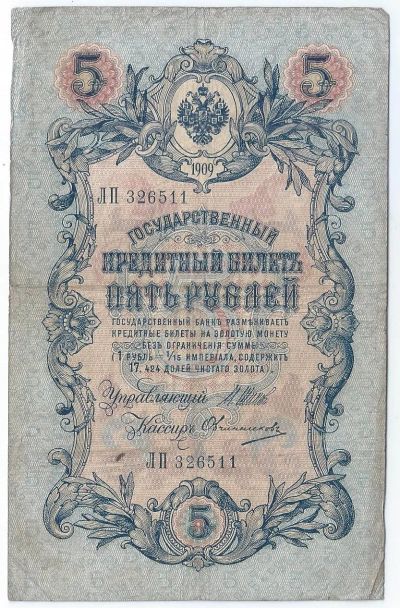 5 5
1909
ЛП 326511
ГОСУДАРСТВЕННЫЙ
КРЕДИТНЫЙ БИЛЕТЪ
ПЯТЬ РУБЛЕЙ
ГОСУДАРСТВЕННЫЙ БАНКЪ РАЗМѢНИВАЕТЪ
КРЕДИТНЫЕ БИЛЕТЫ НА ЗОЛОТУЮ МОНЕТУ
БЕЗЪ ОГРАНИЧЕНІЯ СУММЫ
(1 РУБЛЬ = 1/15 ИМПЕРІАЛА, СОДЕРЖИТЪ
17,424 ДОЛЕЙ ЧИСТАГО ЗОЛОТА).
Управляющій
Кассиръ Овчинниковъ
ЛП 326511
5